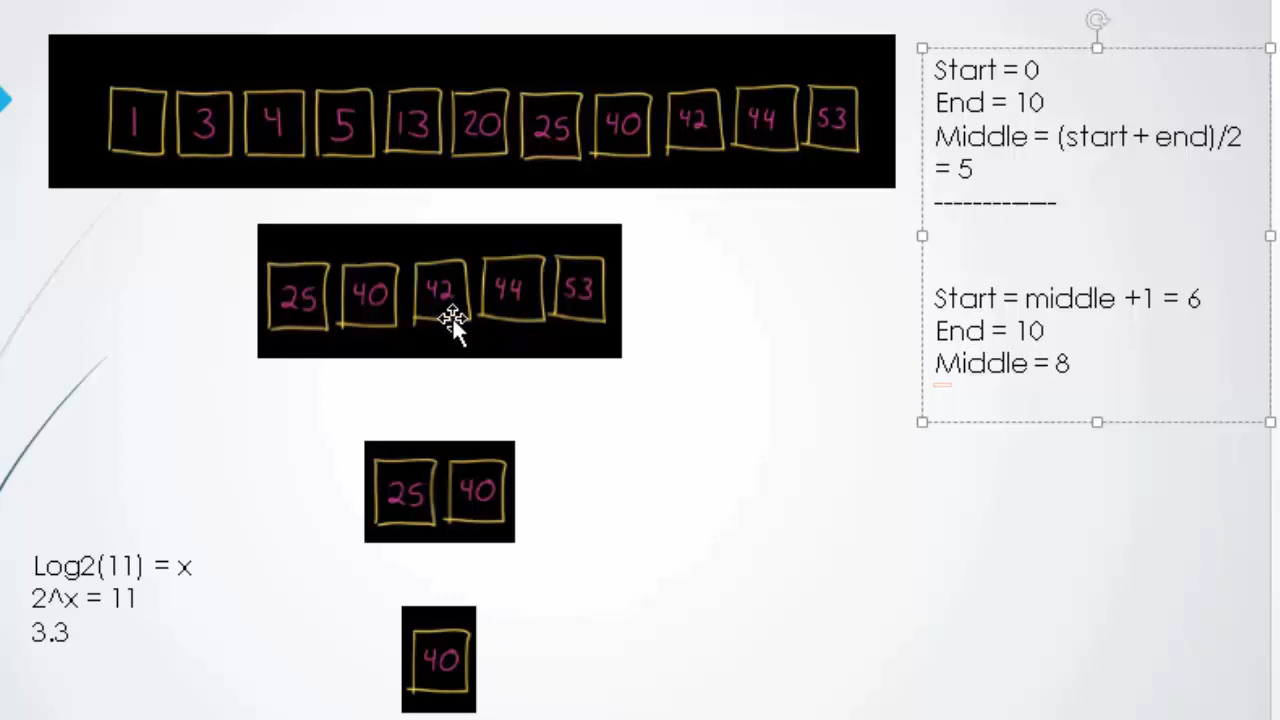 1 3 4 5 13 20 25 40 42 44 53
Start = 0
End = 10
Middle = (start + end)/2
= 5
---------------
25 40 42 44 53
Start = middle +1 = 6
End = 10
Middle = 8
25 40
Log2(11) = x
2^x = 11
3.3
40